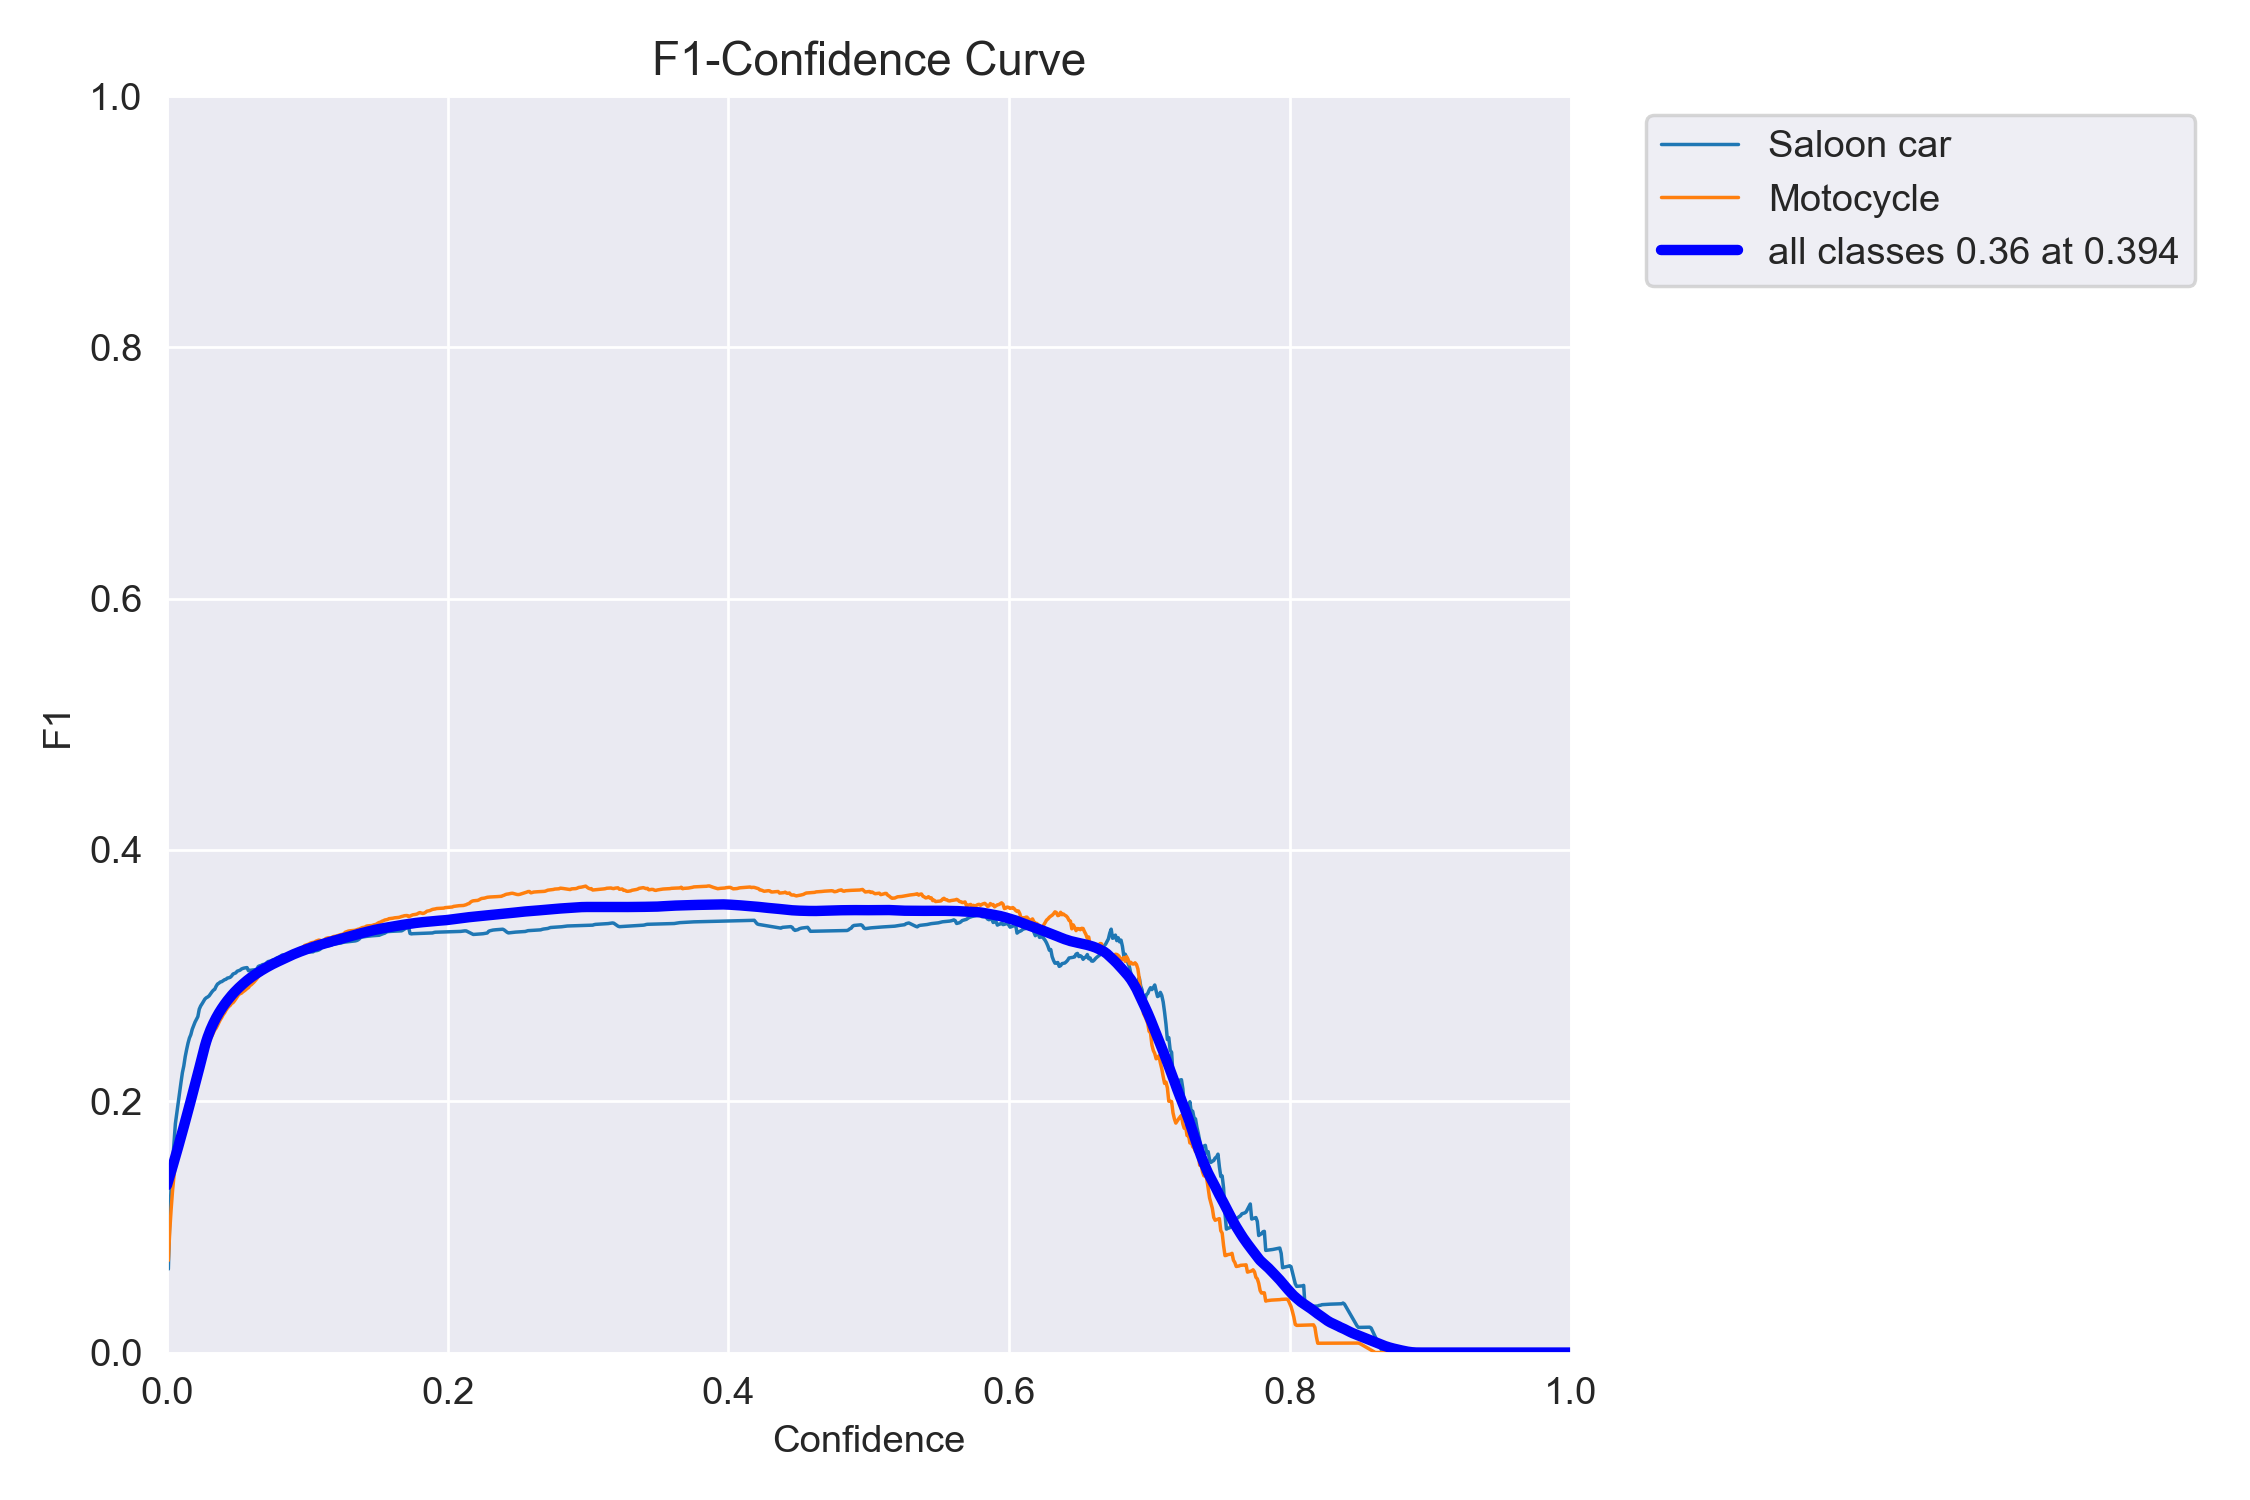 F1-Confidence Curve
1.0
0.8
0.6
0.4
0.2
0.0
F1
0.0 0.2 0.4 0.6 0.8 1.0
Confidence
Saloon car
Motocycle
all classes 0.36 at 0.394